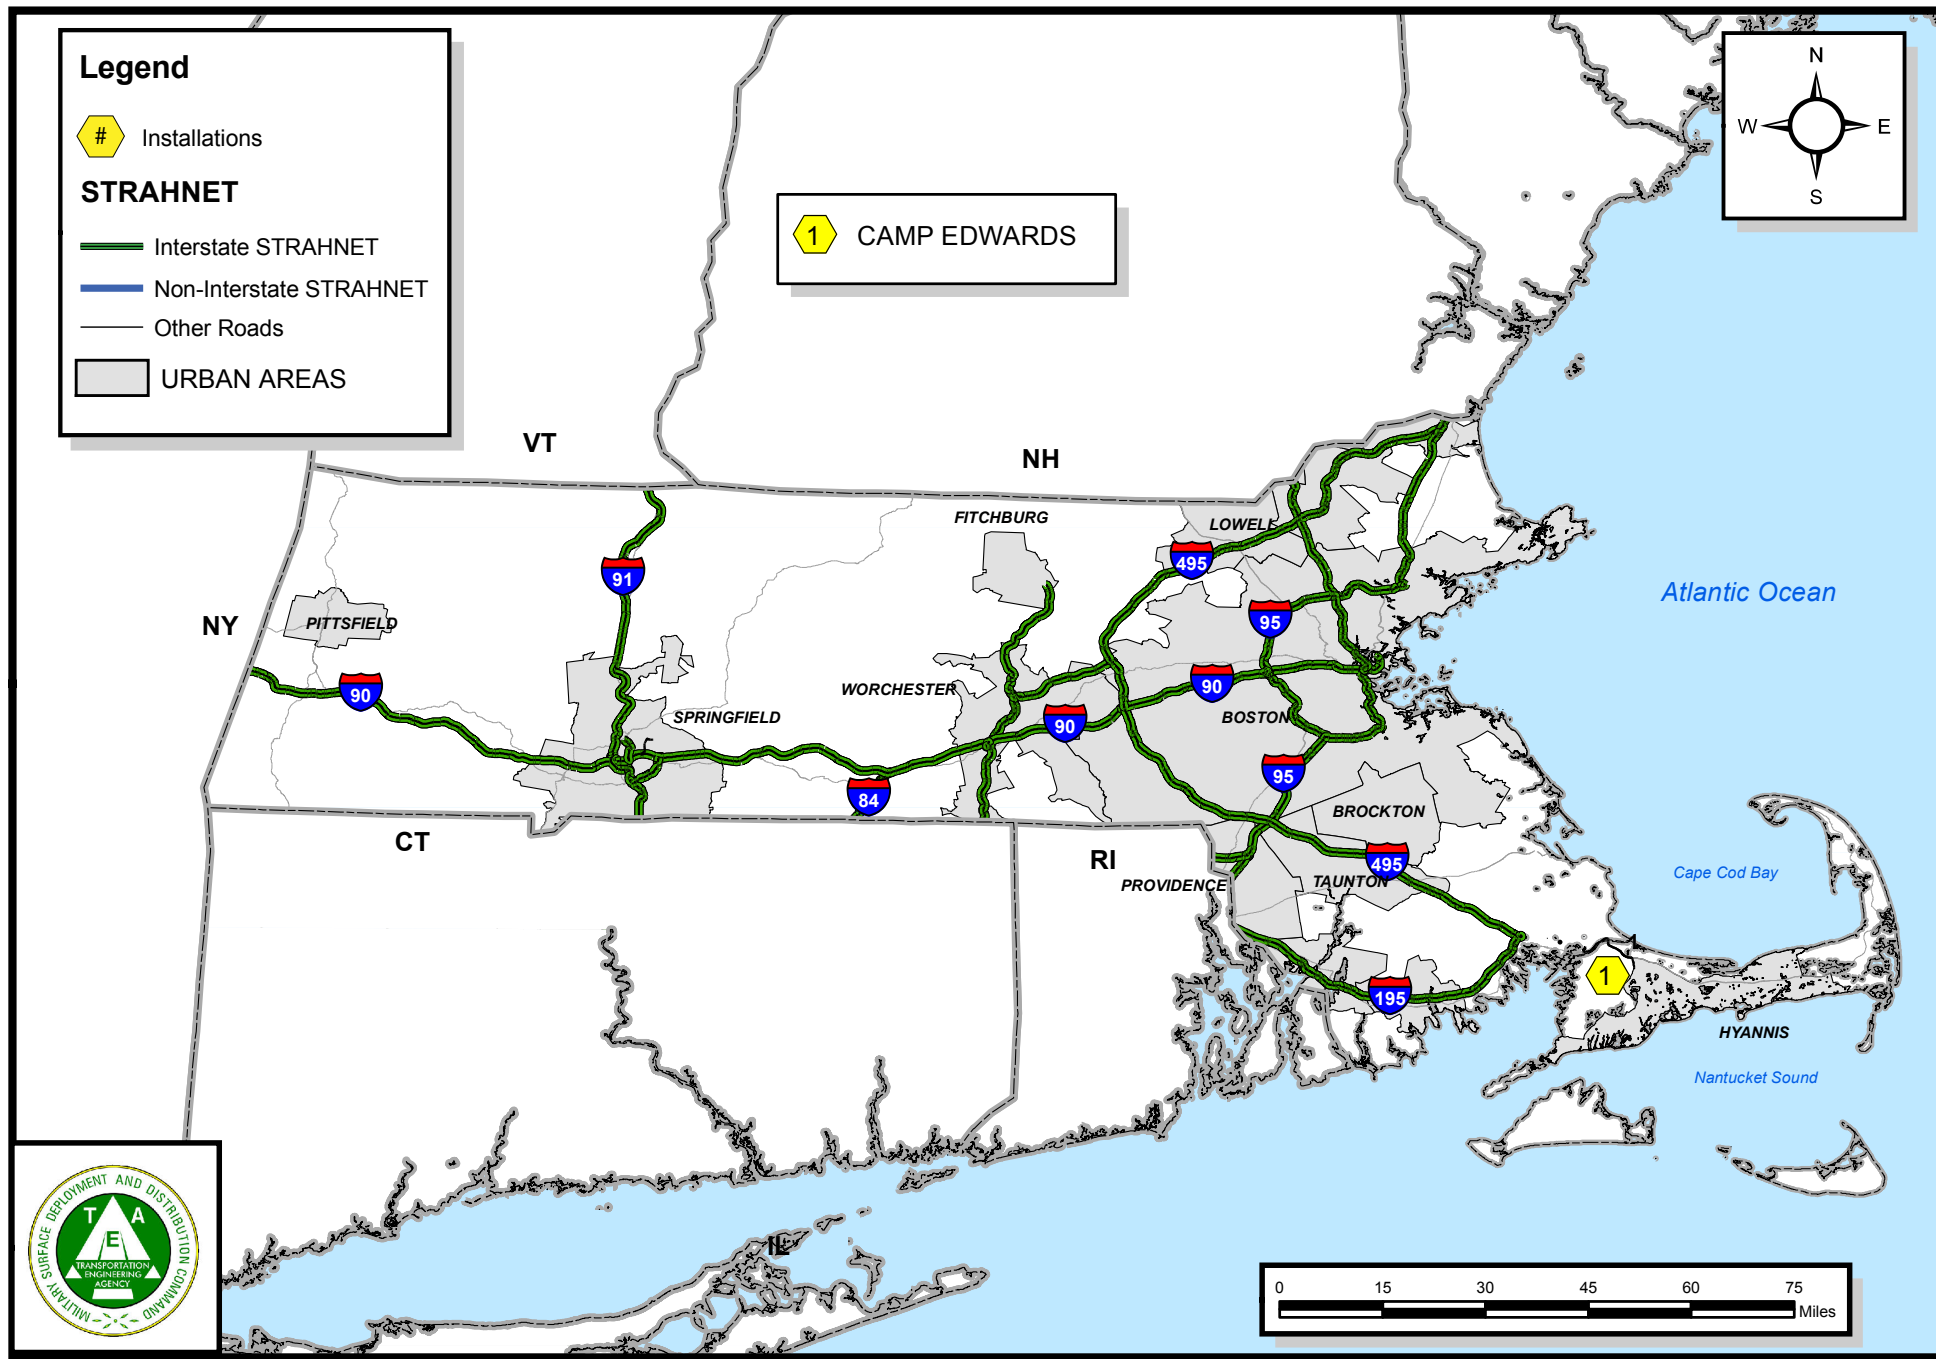 Legend
# Installations
STRAHNET
Interstate STRAHNET
Non-Interstate STRAHNET
Other Roads
URBAN AREAS
1 CAMP EDWARDS
N
W E
S
VT
NH
FITCHBURG
LOWELL
495
91
95
Atlantic Ocean
NY
PITTSFIELD
90
WORCHESTER
90
SPRINGFIELD
90
BOSTON
95
84
BROCKTON
CT
RI
495
Cape Cod Bay
PROVIDENCE
TAUNTON
1
195
HYANNIS
Nantucket Sound
MILITARY SURFACE DEPLOYMENT AND DISTRIBUTION COMMAND
T A
E
TRANSPORTATION
ENGINEERING
AGENCY
IL
0 15 30 45 60 75
Miles